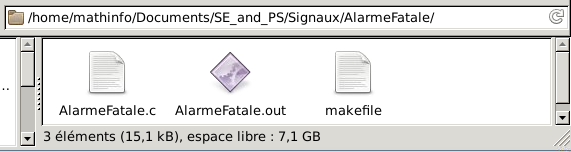 /home/mathinfo/Documents/SE_and_PS/Signaux/AlarmeFatale/
..
AlarmeFatale.c AlarmeFatale.out makefile
3 éléments (15,1 kB), espace libre : 7,1 GB